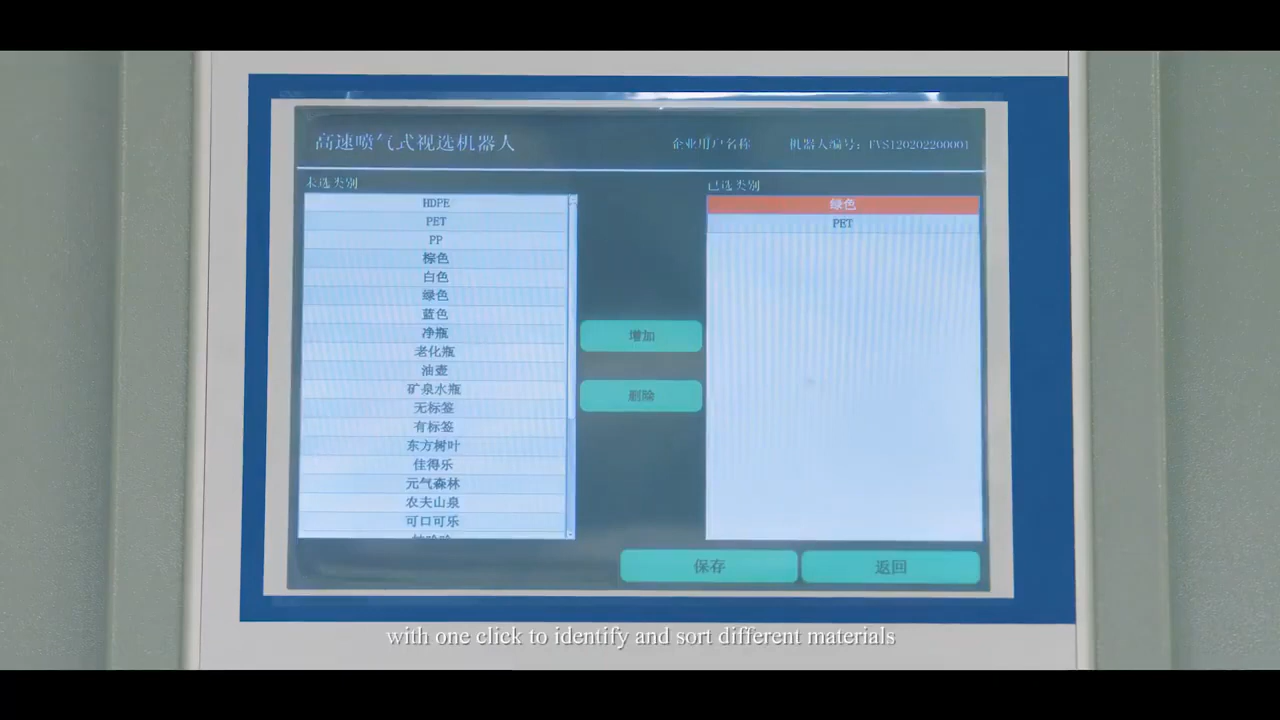 高速喷气式视选机器人
企业用户名称
机器人编号：TVS120202200001
未选类别
HDPE
PET
PP
棕色
白色
绿色
蓝色
净瓶
老化瓶
油壶
矿泉水瓶
无标签
有标签
东方树叶
佳得乐
元气森林
农夫山泉
可口可乐
增加
删除
已选类别
绿色
PET
保存
返回
with one click to identify and sort different materials